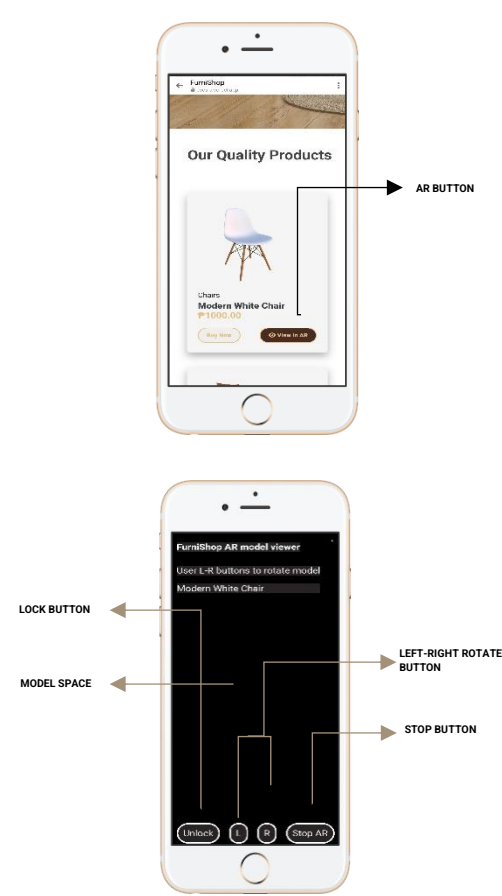 FurniShop
Our Quality Products
AR BUTTON
Chairs
Modern White Chair
₱1000.00
Buy Now
View in AR
FurniShop AR model viewer
User L-R buttons to rotate model
Modern White Chair
LOCK BUTTON
LEFT-RIGHT ROTATE
BUTTON
MODEL SPACE
STOP BUTTON
Unlock
L
R
Stop AR